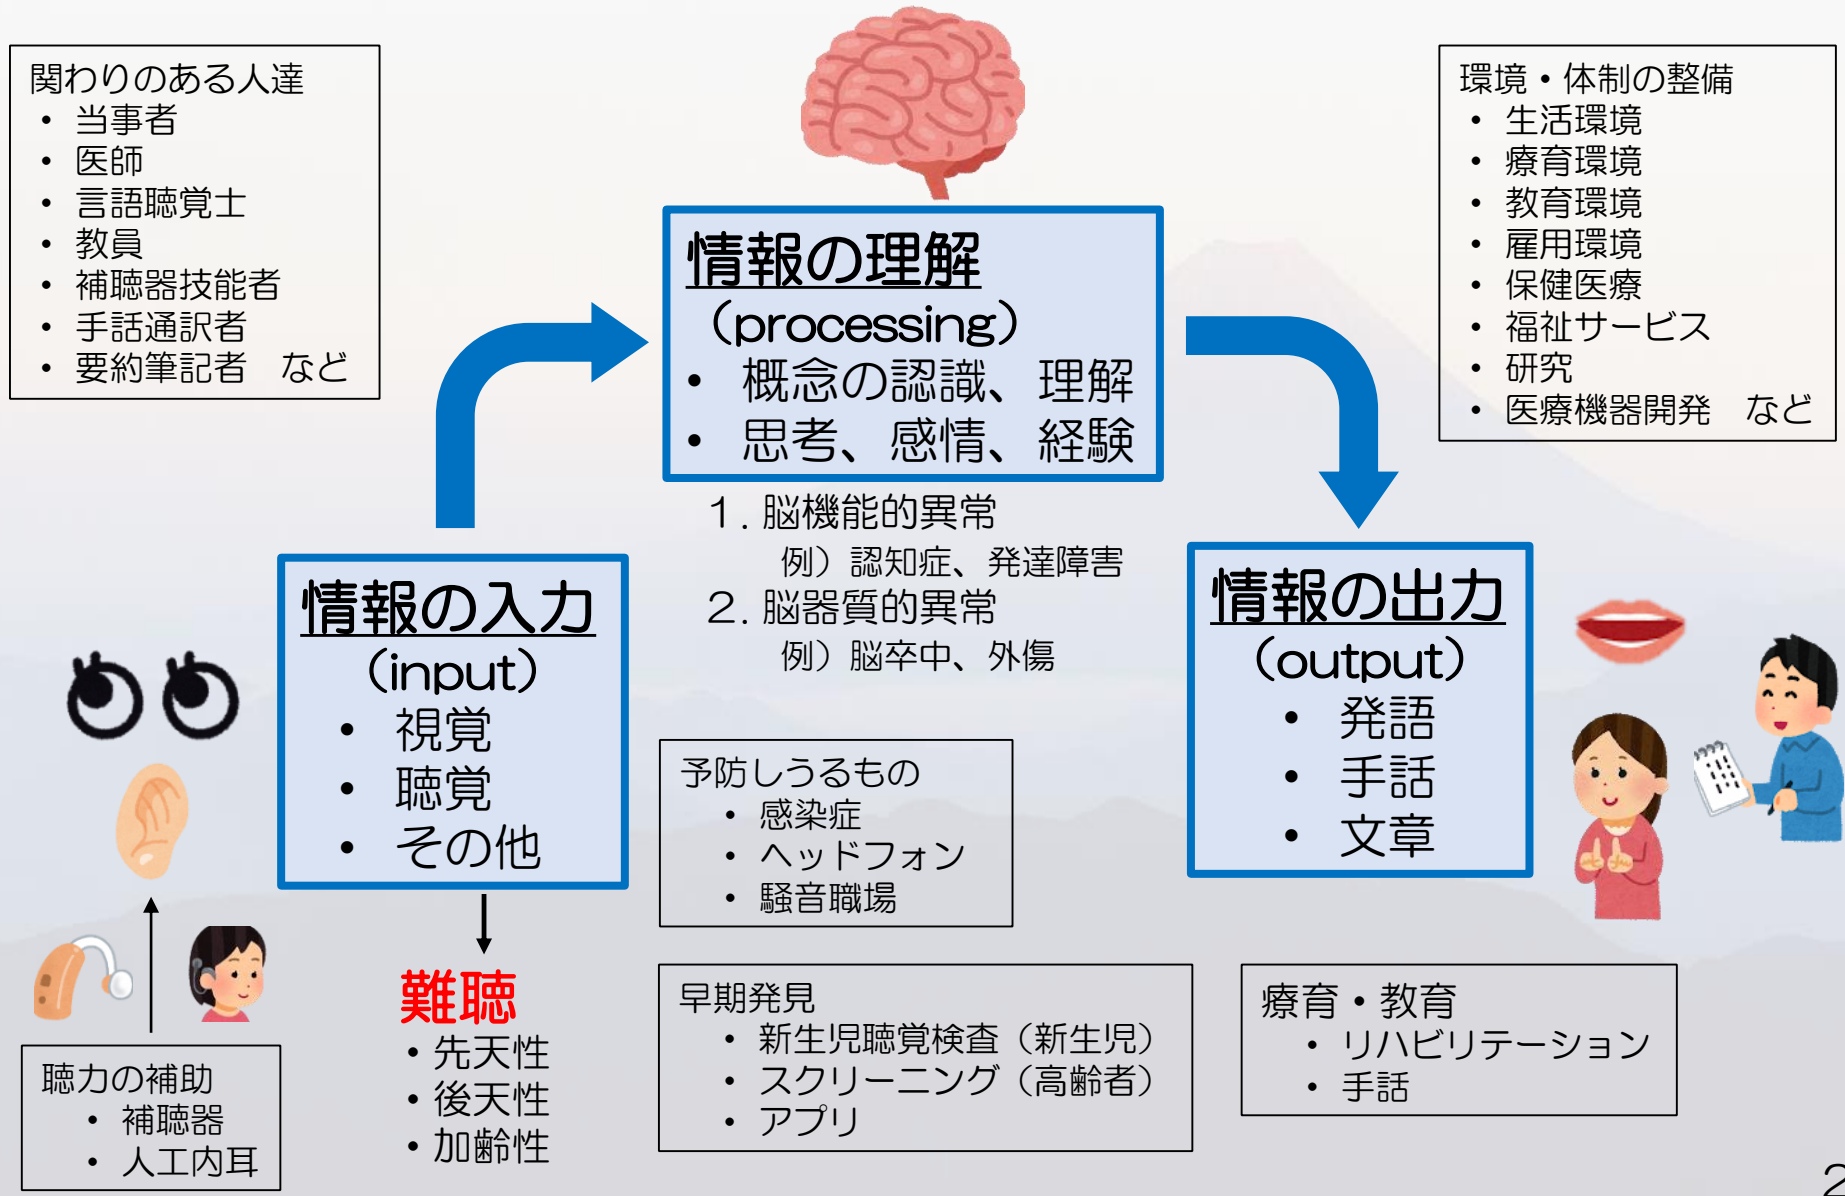 関わりのある人達
• 当事者
• 医師
• 言語聴覚士
• 教員
• 補聴器技能者
• 手話通訳者
• 要約筆記者　など
情報の理解
（processing）
• 概念の認識、理解
• 思考、感情、経験
１. 脳機能的異常
例）認知症、発達障害
２. 脳器質的異常
例）脳卒中、外傷
環境・体制の整備
• 生活環境
• 療育環境
• 教育環境
• 雇用環境
• 保健医療
• 福祉サービス
• 研究
• 医療機器開発　など
情報の入力
（input）
• 視覚
• 聴覚
• その他
情報の出力
（output）
• 発語
• 手話
• 文章
予防しうるもの
• 感染症
• ヘッドフォン
• 騒音職場
難聴
・先天性
・後天性
・加齢性
聴力の補助
• 補聴器
• 人工内耳
早期発見
• 新生児聴覚検査（新生児）
• スクリーニング（高齢者）
• アプリ
療育・教育
• リハビリテーション
• 手話
2